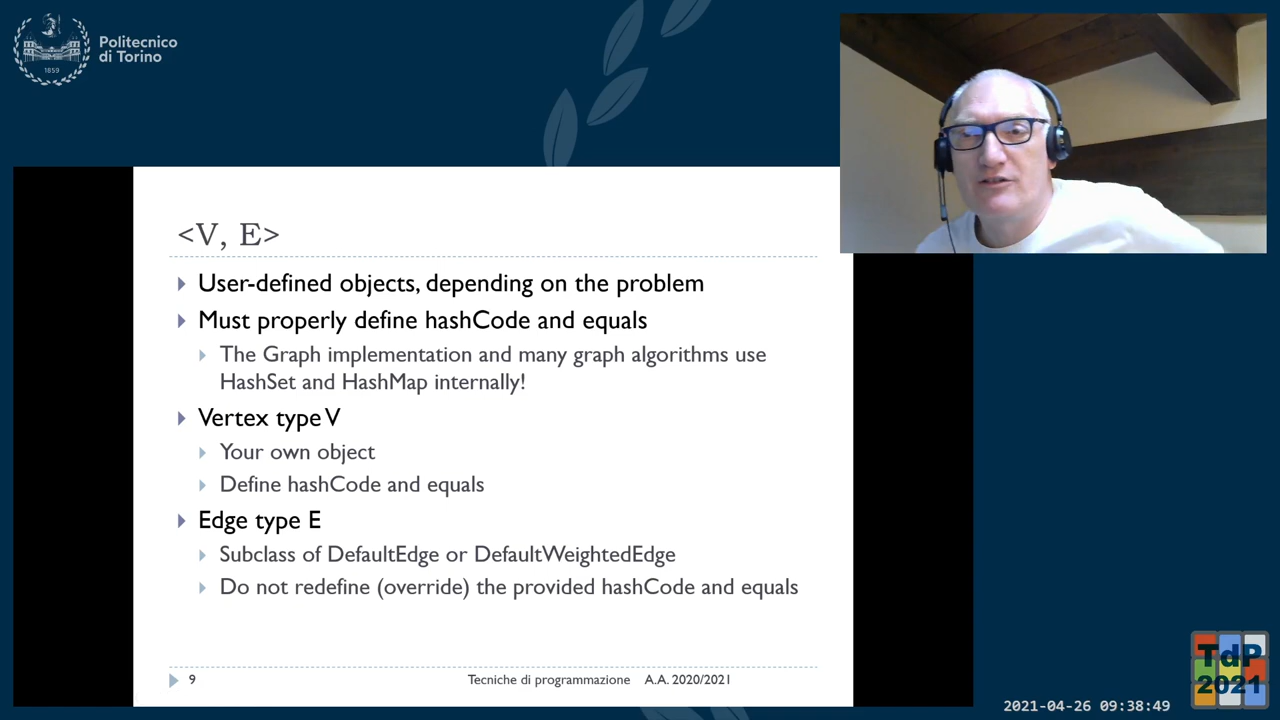 Politecnico
di Torino
1859
<V, E>
User-defined objects, depending on the problem
Must properly define hashCode and equals
The Graph implementation and many graph algorithms use
HashSet and HashMap internally!
Vertex type V
Your own object
Define hashCode and equals
Edge type E
Subclass of DefaultEdge or DefaultWeightedEdge
Do not redefine (override) the provided hashCode and equals
9 Tecniche di programmazione A.A. 2020/2021
TdP
2021
2021-04-26 09:38:49